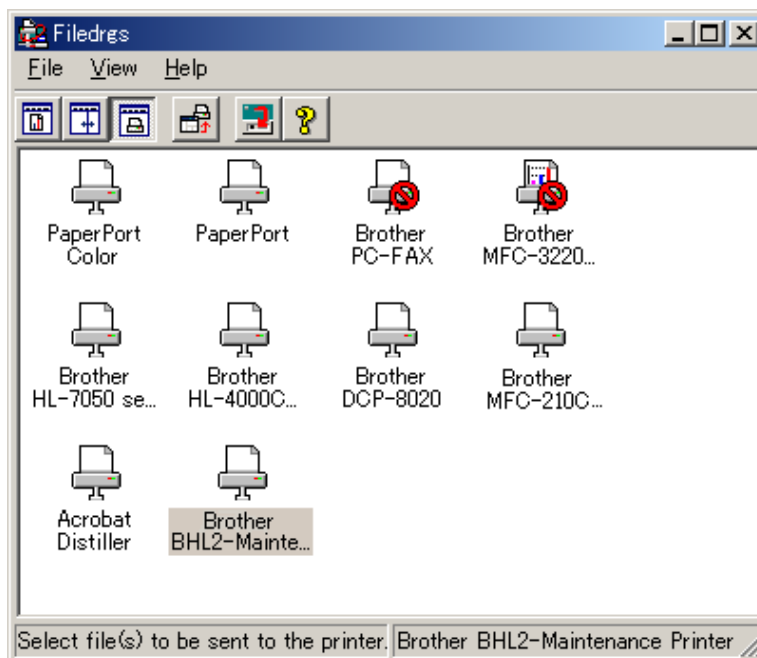 Filedrgs
File View Help
PaperPort Color
PaperPort
Brother PC-FAX
Brother MFC-3220...
Brother HL-7050 se...
Brother HL-4000C...
Brother DCP-8020
Brother MFC-210C...
Acrobat Distiller
Brother BHL2-Mainte...
Select file(s) to be sent to the printer. Brother BHL2-Maintenance Printer